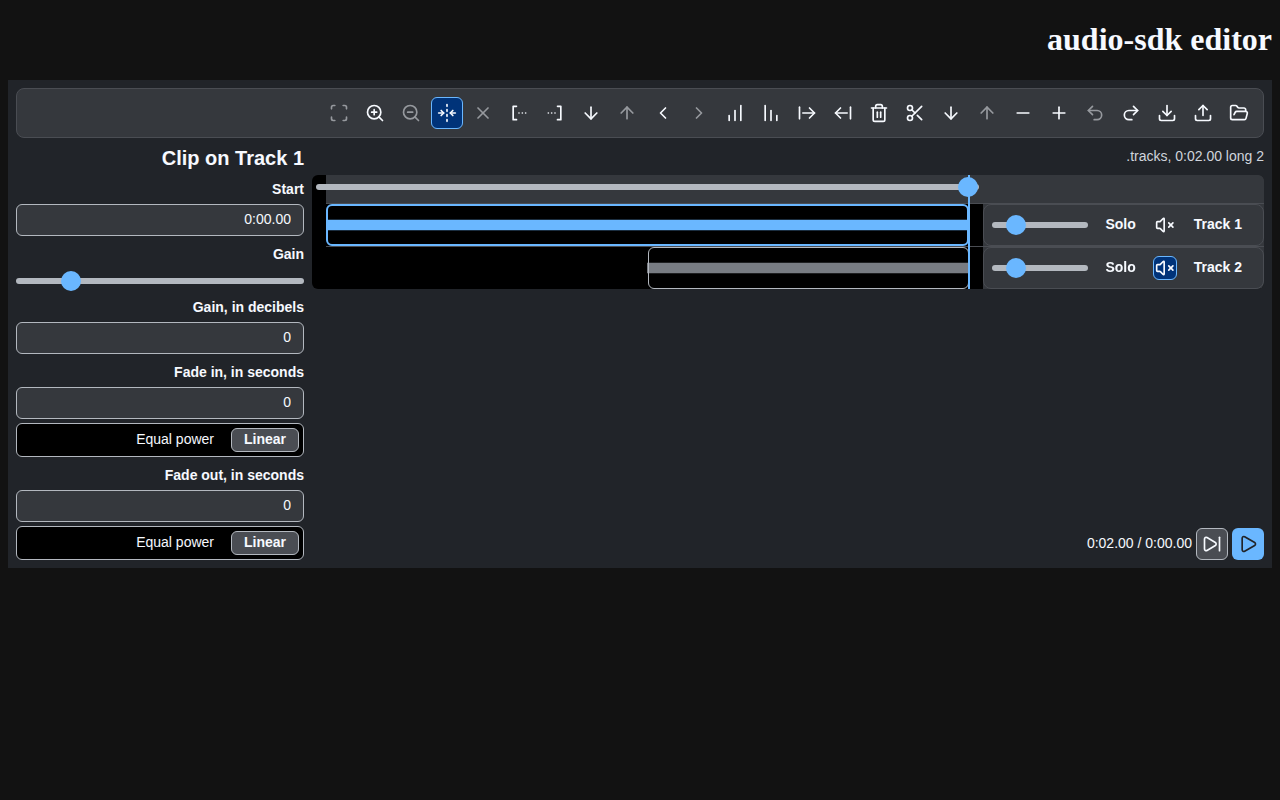 audio-sdk editor
.tracks, 0:02.00 long 2
Clip on Track 1
Start
0:00.00
Gain
Gain, in decibels
0
Fade in, in seconds
0
Equal power Linear
Fade out, in seconds
0
Equal power Linear
Solo Track 1
Solo Track 2
0:02.00 / 0:00.00